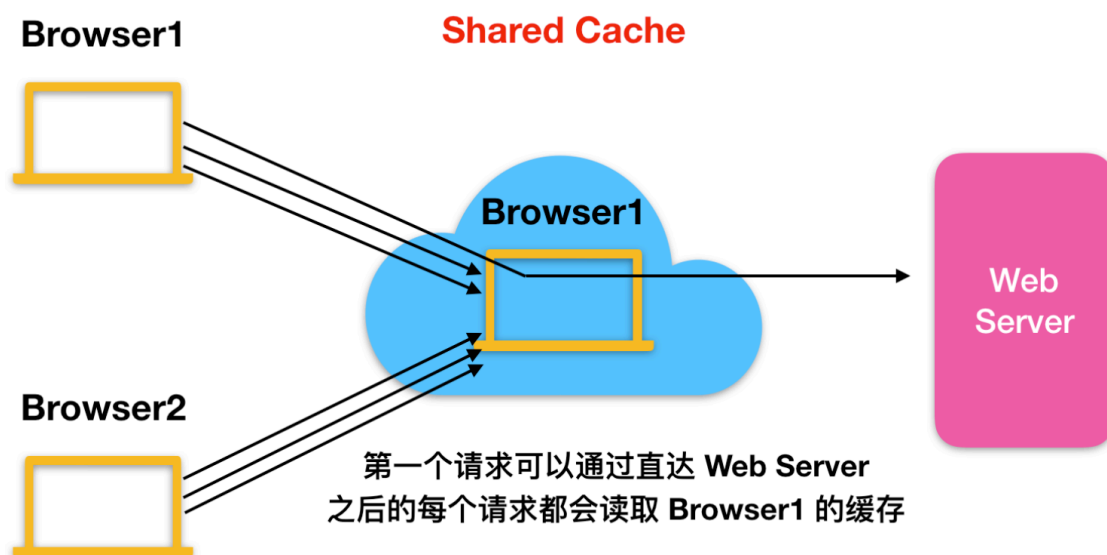 Shared Cache
Browser1
Browser1
Web
Server
Browser2
第一个请求可以通过直达 Web Server
之后的每个请求都会读取 Browser1 的缓存